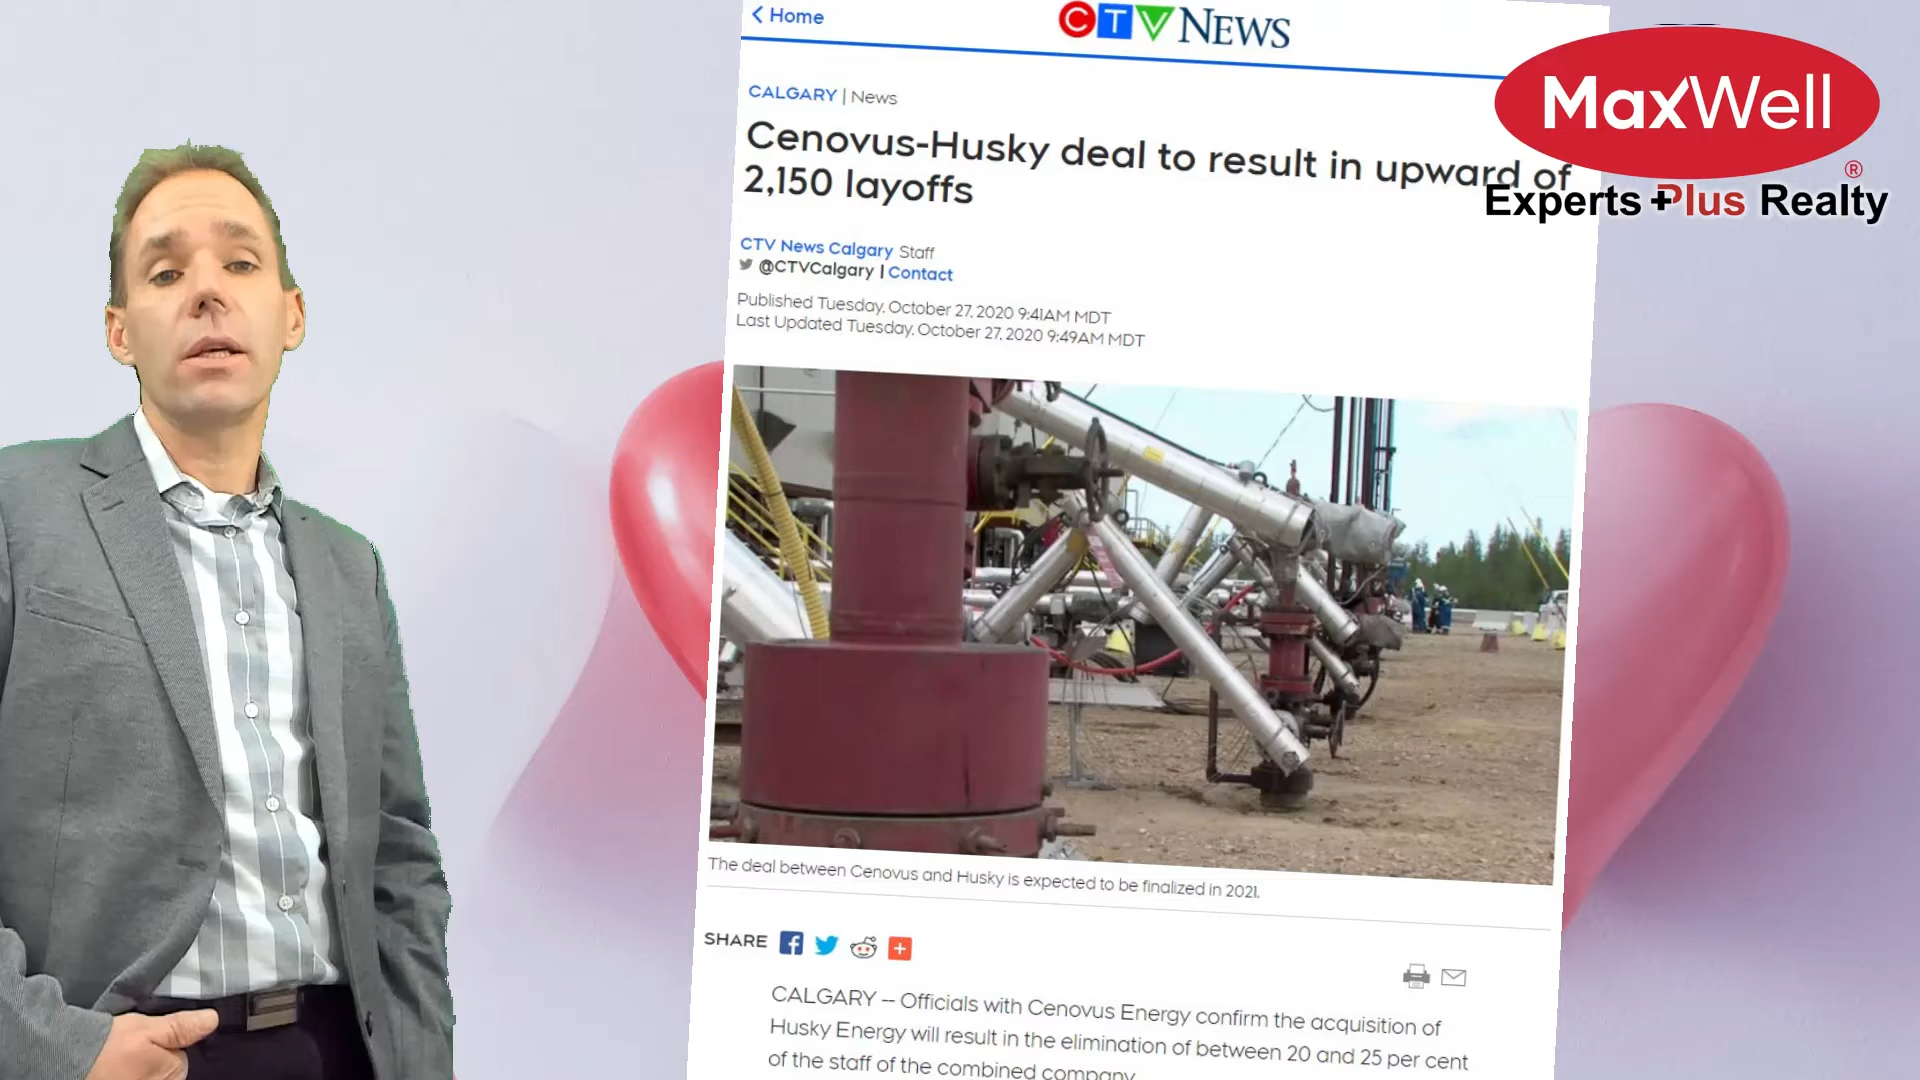 Home
CTV NEWS
CALGARY | News
Cenovus-Husky deal to result in upward of
2,150 layoffs
CTV News Calgary Staff
@CTVCalgary | Contact
Published Tuesday, October 27, 2020 9:41AM MDT
Last Updated Tuesday, October 27, 2020 9:49AM MDT
The deal between Cenovus and Husky is expected to be finalized in 2021.
SHARE
CALGARY -- Officials with Cenovus Energy confirm the acquisition of
Husky Energy will result in the elimination of between 20 and 25 per cent
of the staff of the combined company.
MaxWell
®
Experts Plus Realty